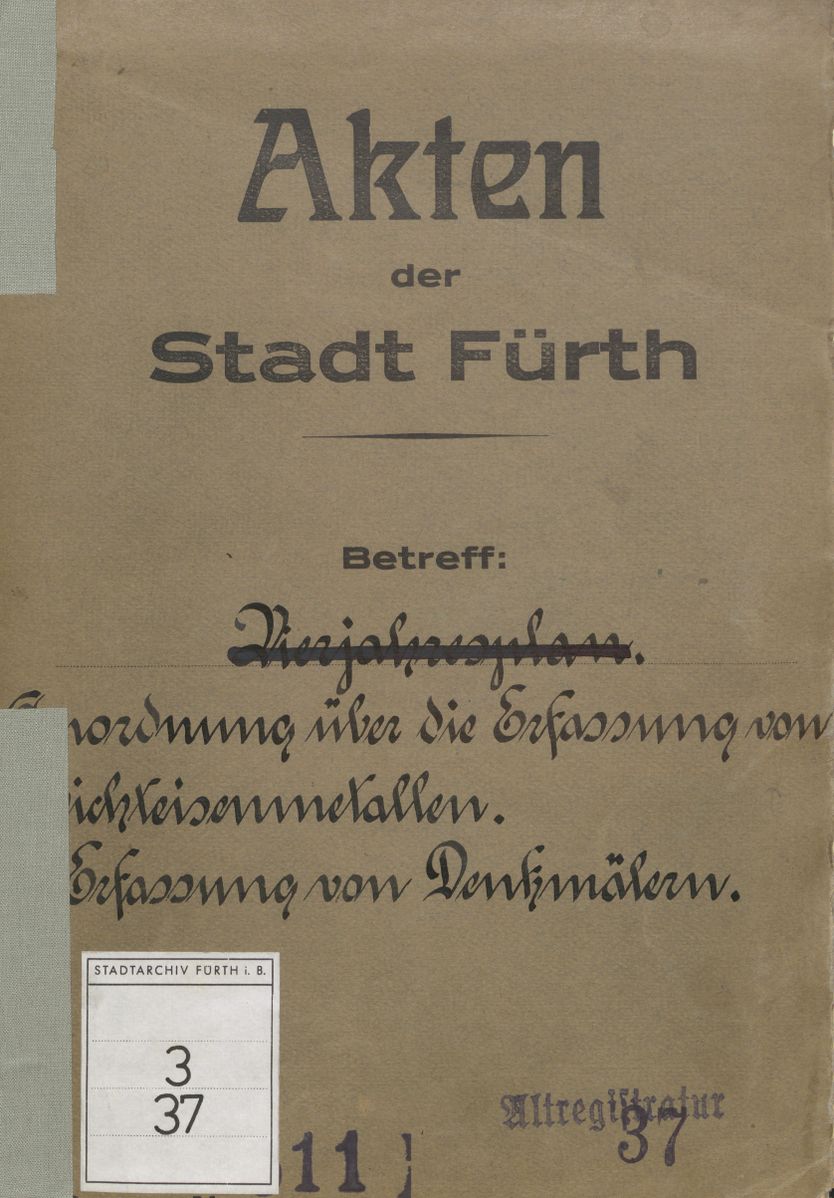 Akten
der
Stadt Fürth
Betreff:
Vierjahresplan.
nordnung über die Erfassung von
ichteisenmetallen.
Erfassung von Denkmälern.
STADTARCHIV FÜRTH i. B.
3
37
Altregistratur
37
11